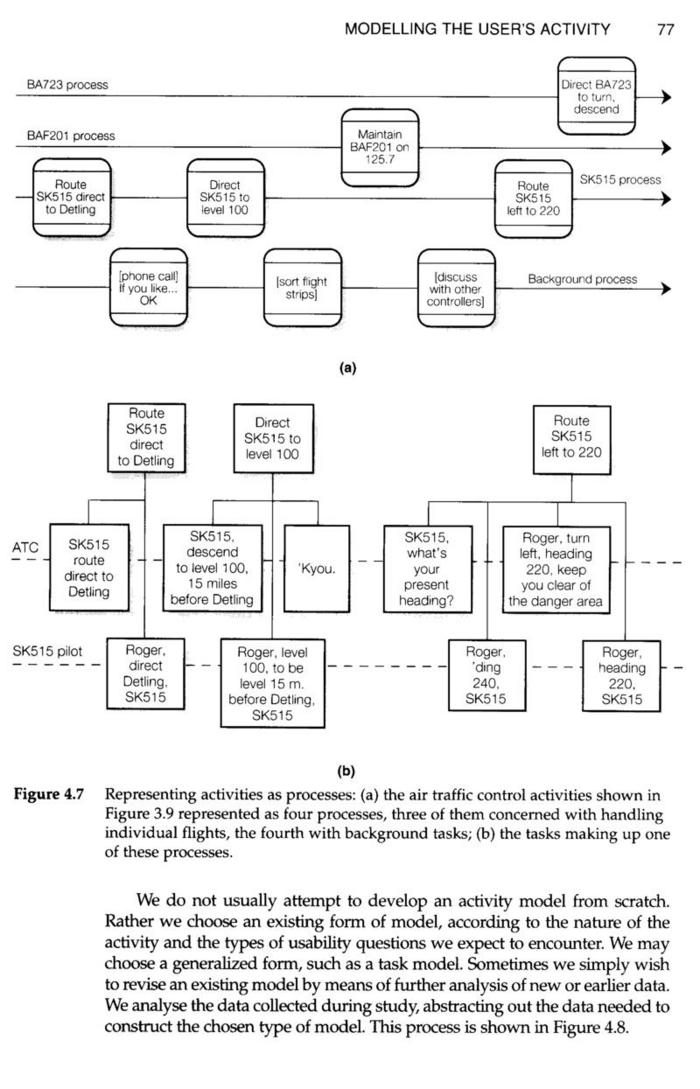 MODELLING THE USER'S ACTIVITY 77
BA723 process
Direct BA723
to turn,
descend
BAF201 process
Maintain
BAF201 on
125.7
Route
SK515 direct
to Detling
Direct
SK515 to
level 100
Route
SK515
left to 220
SK515 process
[phone call]
If you like...
OK
[sort flight
strips]
[discuss
with other
controllers]
Background process
(a)
Route
SK515
direct
to Detling
Direct
SK515 to
level 100
Route
SK515
left to 220
ATC
SK515
route
direct to
Detling
SK515,
descend
to level 100,
15 miles
before Detling
'Kyou.
SK515,
what's
your
present
heading?
Roger, turn
left, heading
220, keep
you clear of
the danger area
SK515 pilot
Roger,
direct
Detling,
SK515
Roger, level
100, to be
level 15 m.
before Detling,
SK515
Roger,
'ding
240,
SK515
Roger,
heading
220,
SK515
(b)
Figure 4.7 Representing activities as processes: (a) the air traffic control activities shown in
Figure 3.9 represented as four processes, three of them concerned with handling
individual flights, the fourth with background tasks; (b) the tasks making up one
of these processes.
We do not usually attempt to develop an activity model from scratch.
Rather we choose an existing form of model, according to the nature of the
activity and the types of usability questions we expect to encounter. We may
choose a generalized form, such as a task model. Sometimes we simply wish
to revise an existing model by means of further analysis of new or earlier data.
We analyse the data collected during study, abstracting out the data needed to
construct the chosen type of model. This process is shown in Figure 4.8.